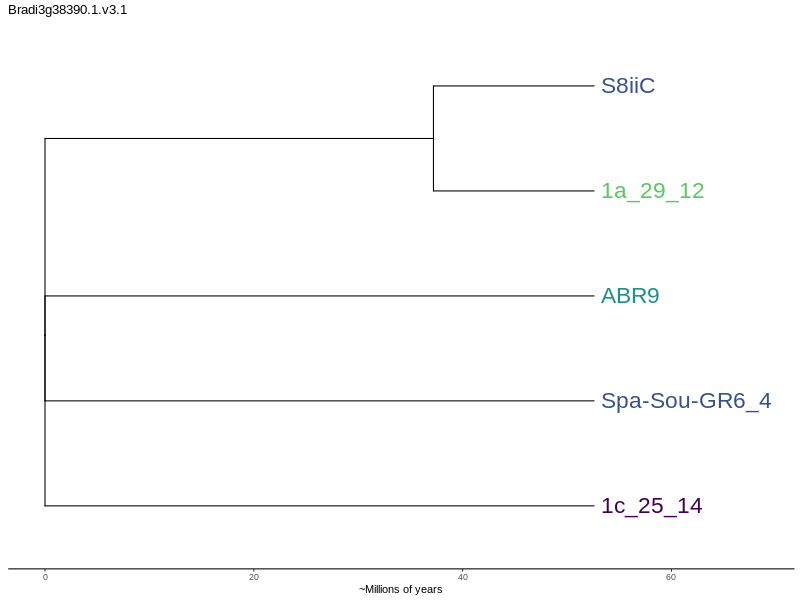 Bradi3g38390.1.v3.1
S8iiC
1a_29_12
ABR9
Spa-Sou-GR6_4
1c_25_14
0 20 40 60
~Millions of years